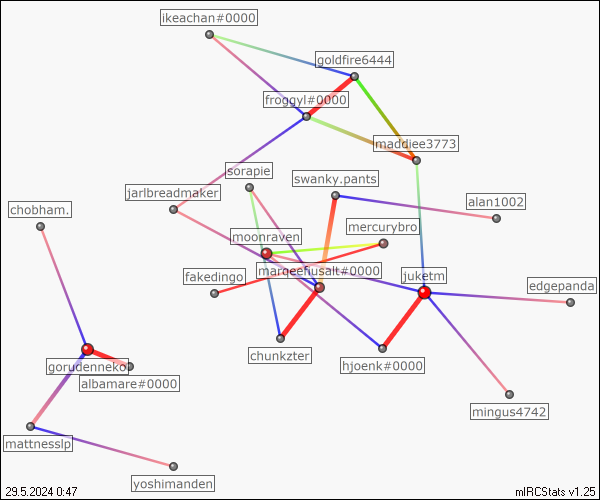 ikeachan#0000
goldfire6444
froggyl#0000
maddiee3773
sorapie
swanky.pants
jarlbreadmaker
alan1002
chobham.
mercurybro
moonraven
marneefusalt#0000
fakedingo
juketm
edgepanda
chunkzter
gorudenneko
hjoenk#0000
albamare#0000
mingus4742
mattnesslp
yoshimanden
29.5.2024 0:47
mIRCStats v1.25